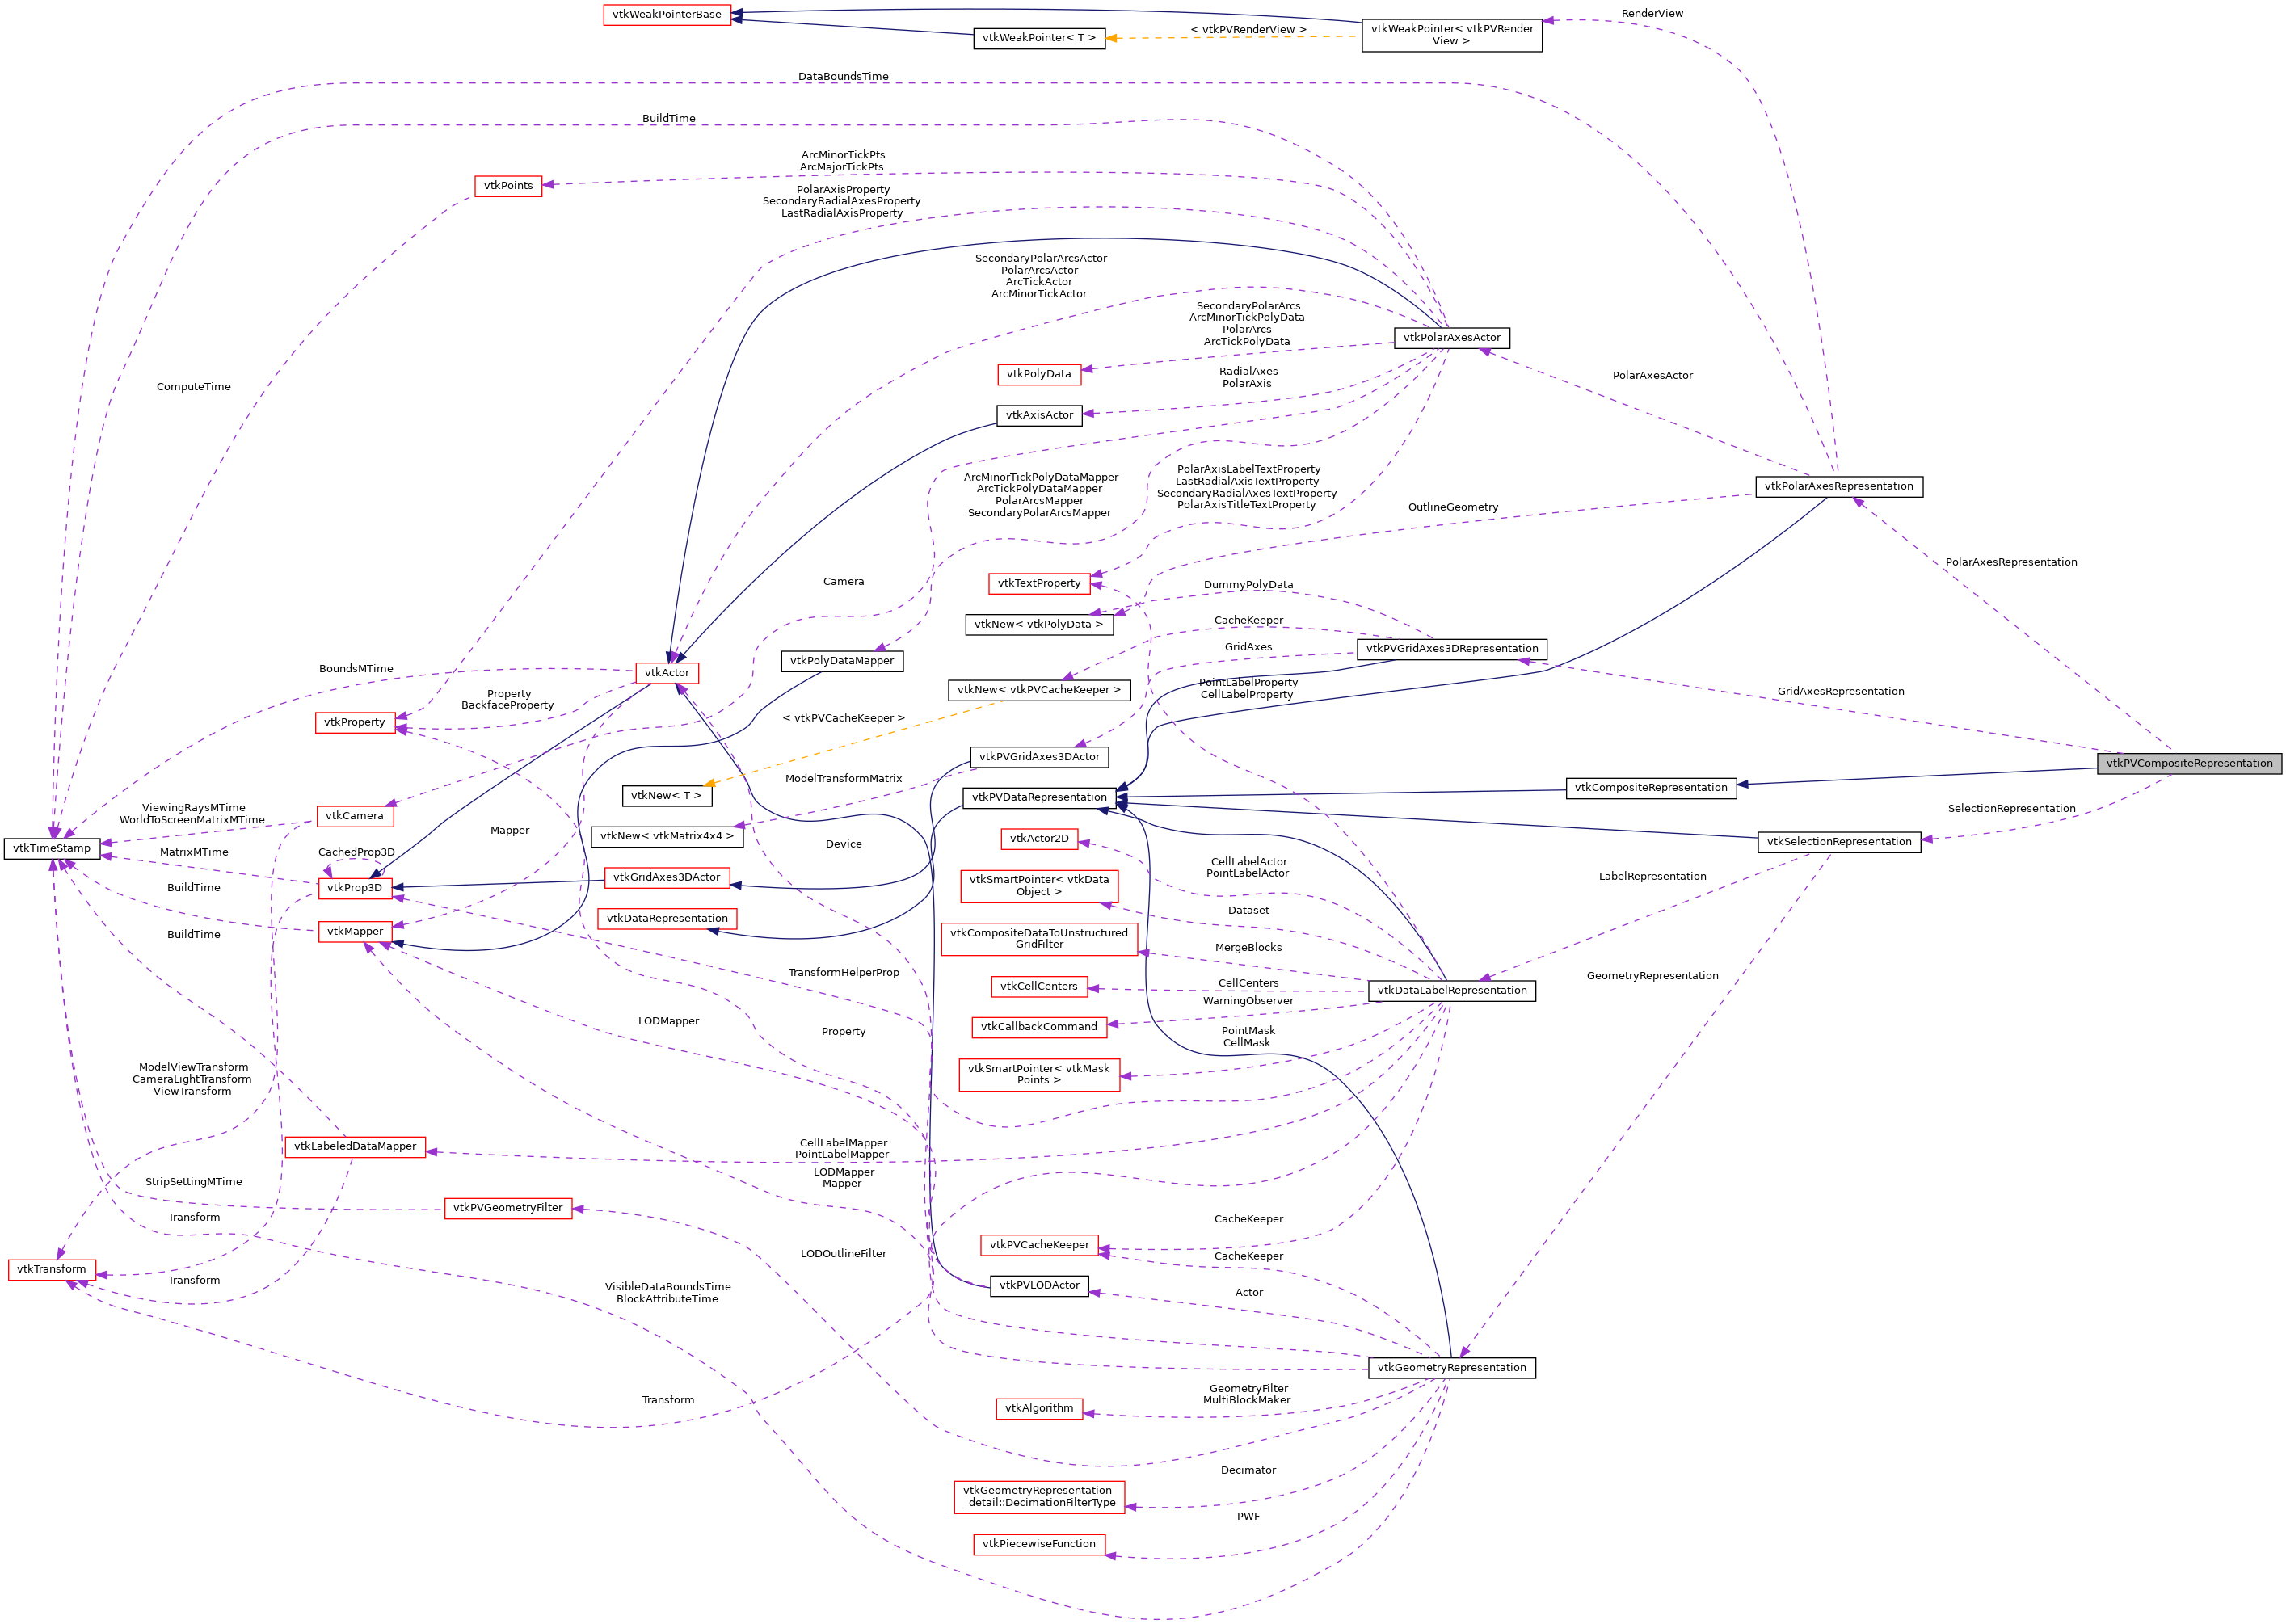 vtkWeakPointerBase
vtkWeakPointer< T >
< vtkPVRenderView >
vtkWeakPointer< vtkPVRender
View >
RenderView
DataBoundsTime
BuildTime
ArcMinorTickPts
ArcMajorTickPts
vtkPoints
PolarAxisProperty
SecondaryRadialAxesProperty
LastRadialAxisProperty
SecondaryPolarArcsActor
PolarArcsActor
ArcTickActor
ArcMinorTickActor
SecondaryPolarArcs
ArcMinorTickPolyData
PolarArcs
ArcTickPolyData
vtkPolarAxesActor
vtkPolyData
RadialAxes
PolarAxis
PolarAxesActor
ComputeTime
vtkAxisActor
ArcMinorTickPolyDataMapper
ArcTickPolyDataMapper
PolarArcsMapper
SecondaryPolarArcsMapper
PolarAxisLabelTextProperty
LastRadialAxisTextProperty
SecondaryRadialAxesTextProperty
PolarAxisTitleTextProperty
OutlineGeometry
vtkPolarAxesRepresentation
PolarAxesRepresentation
Camera
vtkTextProperty
DummyPolyData
vtkNew< vtkPolyData >
CacheKeeper
GridAxes
vtkPVGridAxes3DRepresentation
BoundsMTime
vtkActor
vtkPolyDataMapper
vtkNew< vtkPVCacheKeeper >
PointLabelProperty
CellLabelProperty
GridAxesRepresentation
Property
BackfaceProperty
vtkProperty
< vtkPVCacheKeeper >
vtkPVGridAxes3DActor
vtkPVCompositeRepresentation
ModelTransformMatrix
vtkNew< T >
vtkPVDataRepresentation
vtkCompositeRepresentation
ViewingRaysMTime
WorldToScreenMatrixMTime
vtkCamera
SelectionRepresentation
vtkTimeStamp
Mapper
vtkNew< vtkMatrix4x4 >
Device
vtkActor2D
vtkSelectionRepresentation
MatrixMTime
CachedProp3D
CellLabelActor
PointLabelActor
LabelRepresentation
BuildTime
vtkProp3D
vtkGridAxes3DActor
vtkSmartPointer< vtkData
Object >
Dataset
vtkDataRepresentation
BuildTime
vtkMapper
vtkCompositeDataToUnstructured
GridFilter
MergeBlocks
TransformHelperProp
GeometryRepresentation
vtkCellCenters
CellCenters
vtkDataLabelRepresentation
WarningObserver
LODMapper
Property
vtkCallbackCommand
PointMask
CellMask
ModelViewTransform
CameraLightTransform
ViewTransform
vtkSmartPointer< vtkMask
Points >
vtkLabeledDataMapper
CellLabelMapper
PointLabelMapper
LODMapper
Mapper
StripSettingMTime
vtkPVGeometryFilter
Transform
CacheKeeper
vtkPVCacheKeeper
CacheKeeper
LODOutlineFilter
vtkTransform
Transform
VisibleDataBoundsTime
BlockAttributeTime
vtkPVLODActor
Actor
vtkGeometryRepresentation
Transform
GeometryFilter
MultiBlockMaker
vtkAlgorithm
Decimator
vtkGeometryRepresentation
_detail::DecimationFilterType
PWF
vtkPiecewiseFunction